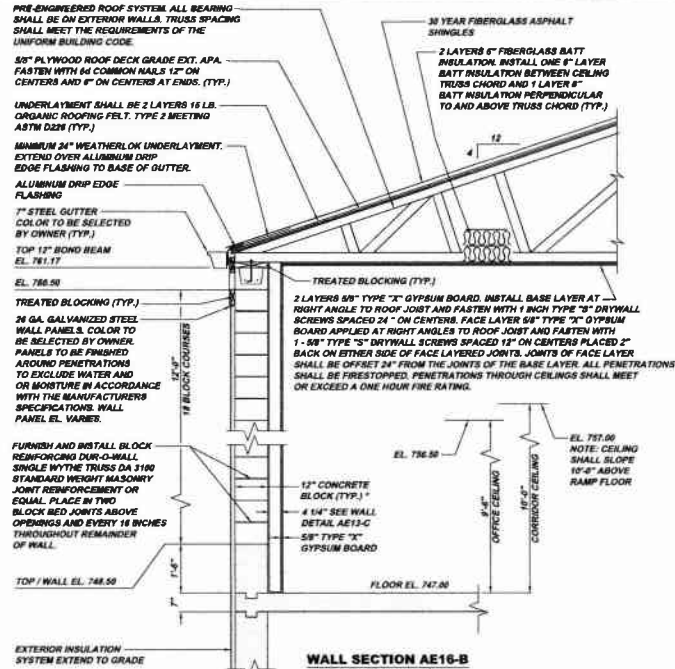 PRE-ENGINEERED ROOF SYSTEM. ALL BEARING
SHALL BE ON EXTERIOR WALLS. TRUSS SPACING
SHALL MEET THE REQUIREMENTS OF THE
UNIFORM BUILDING CODE.
5/8" PLYWOOD ROOF DECK GRADE EXT. APA.
FASTEN WITH 6d COMMON NAILS 12" ON
CENTERS AND 6" ON CENTERS AT ENDS. (TYP.)
UNDERLAYMENT SHALL BE 2 LAYERS 15 LB.
ORGANIC ROOFING FELT. TYPE 2 MEETING
ASTM D226 (TYP.)
MINIMUM 24" WEATHERLOK UNDERLAYMENT.
EXTEND OVER ALUMINUM DRIP
EDGE FLASHING TO BASE OF GUTTER.
ALUMINUM DRIP EDGE
FLASHING
7" STEEL GUTTER
COLOR TO BE SELECTED
BY OWNER (TYP.)
TOP 12" BOND BEAM
EL. 761.17
EL. 760.50
TREATED BLOCKING (TYP.)
26 GA. GALVANIZED STEEL
WALL PANELS. COLOR TO
BE SELECTED BY OWNER.
PANELS TO BE FINISHED
AROUND PENETRATIONS
TO EXCLUDE WATER AND
OR MOISTURE IN ACCORDANCE
WITH THE MANUFACTURERS
SPECIFICATIONS. WALL
PANEL EL. VARIES.
FURNISH AND INSTALL BLOCK
REINFORCING DUR-O-WALL
SINGLE WYTHE TRUSS DA 3100
STANDARD WEIGHT MASONRY
JOINT REINFORCEMENT OR
EQUAL. PLACE IN TWO
BLOCK BED JOINTS ABOVE
OPENINGS AND EVERY 16 INCHES
THROUGHOUT REMAINDER
OF WALL.
TOP / WALL EL. 748.50
EXTERIOR INSULATION
SYSTEM EXTEND TO GRADE
12'-0"
18 BLOCK COURSES
1'-6"
7"
30 YEAR FIBERGLASS ASPHALT
SHINGLES
2 LAYERS 6" FIBERGLASS BATT
INSULATION. INSTALL ONE 6" LAYER
BATT INSULATION BETWEEN CEILING
TRUSS CHORD AND 1 LAYER 6"
BATT INSULATION PERPENDICULAR
TO AND ABOVE TRUSS CHORD (TYP.)
12
4
TREATED BLOCKING (TYP.)
2 LAYERS 5/8" TYPE "X" GYPSUM BOARD. INSTALL BASE LAYER AT
RIGHT ANGLE TO ROOF JOIST AND FASTEN WITH 1 INCH TYPE "S" DRYWALL
SCREWS SPACED 24 " ON CENTERS. FACE LAYER 5/8" TYPE "X" GYPSUM
BOARD APPLIED AT RIGHT ANGLES TO ROOF JOIST AND FASTEN WITH
1 - 5/8" TYPE "S" DRYWALL SCREWS SPACED 12" ON CENTERS PLACED 2"
BACK ON EITHER SIDE OF FACE LAYERED JOINTS. JOINTS OF FACE LAYER
SHALL BE OFFSET 24" FROM THE JOINTS OF THE BASE LAYER. ALL PENETRATIONS
SHALL BE FIRESTOPPED. PENETRATIONS THROUGH CEILINGS SHALL MEET
OR EXCEED A ONE HOUR FIRE RATING.
EL. 756.50
EL. 757.00
NOTE: CEILING
SHALL SLOPE
10'-0" ABOVE
RAMP FLOOR
9'-6"
OFFICE CEILING
10'-0"
CORRIDOR CEILING
12" CONCRETE
BLOCK (TYP.) *
4 1/4" SEE WALL
DETAIL AE13-C
5/8" TYPE "X"
GYPSUM BOARD
FLOOR EL. 747.00
WALL SECTION AE16-B